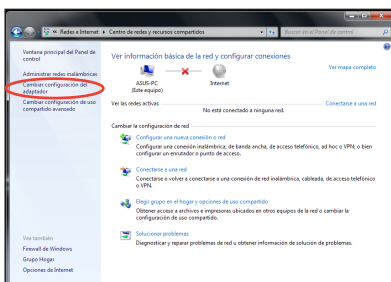 « Redes e Internet ▸ Centro de redes y recursos compartidos
Buscar en el Panel de control
Ventana principal del Panel de
control
Administrar redes inalámbricas
Cambiar configuración del
adaptador
Cambiar configuración de uso
compartido avanzado
Vea también
Firewall de Windows
Grupo Hogar
Opciones de Internet
Ver información básica de la red y configurar conexiones
Ver mapa completo
ASUS-PC
(Este equipo)
Internet
Ver las redes activas
Conectarse a una red
No está conectado a ninguna red.
Cambiar la configuración de red
Configurar una nueva conexión o red
Configurar una conexión inalámbrica, de banda ancha, de acceso telefónico, ad hoc o VPN; o bien
configurar un enrutador o punto de acceso.
Conectarse a una red
Conectarse o volver a conectarse a una conexión de red inalámbrica, cableada, de acceso telefónico
o VPN.
Elegir grupo en el hogar y opciones de uso compartido
Obtener acceso a archivos e impresoras ubicados en otros equipos de la red o cambiar la
configuración de uso compartido.
Solucionar problemas
Diagnosticar y reparar problemas de red u obtener información de solución de problemas.